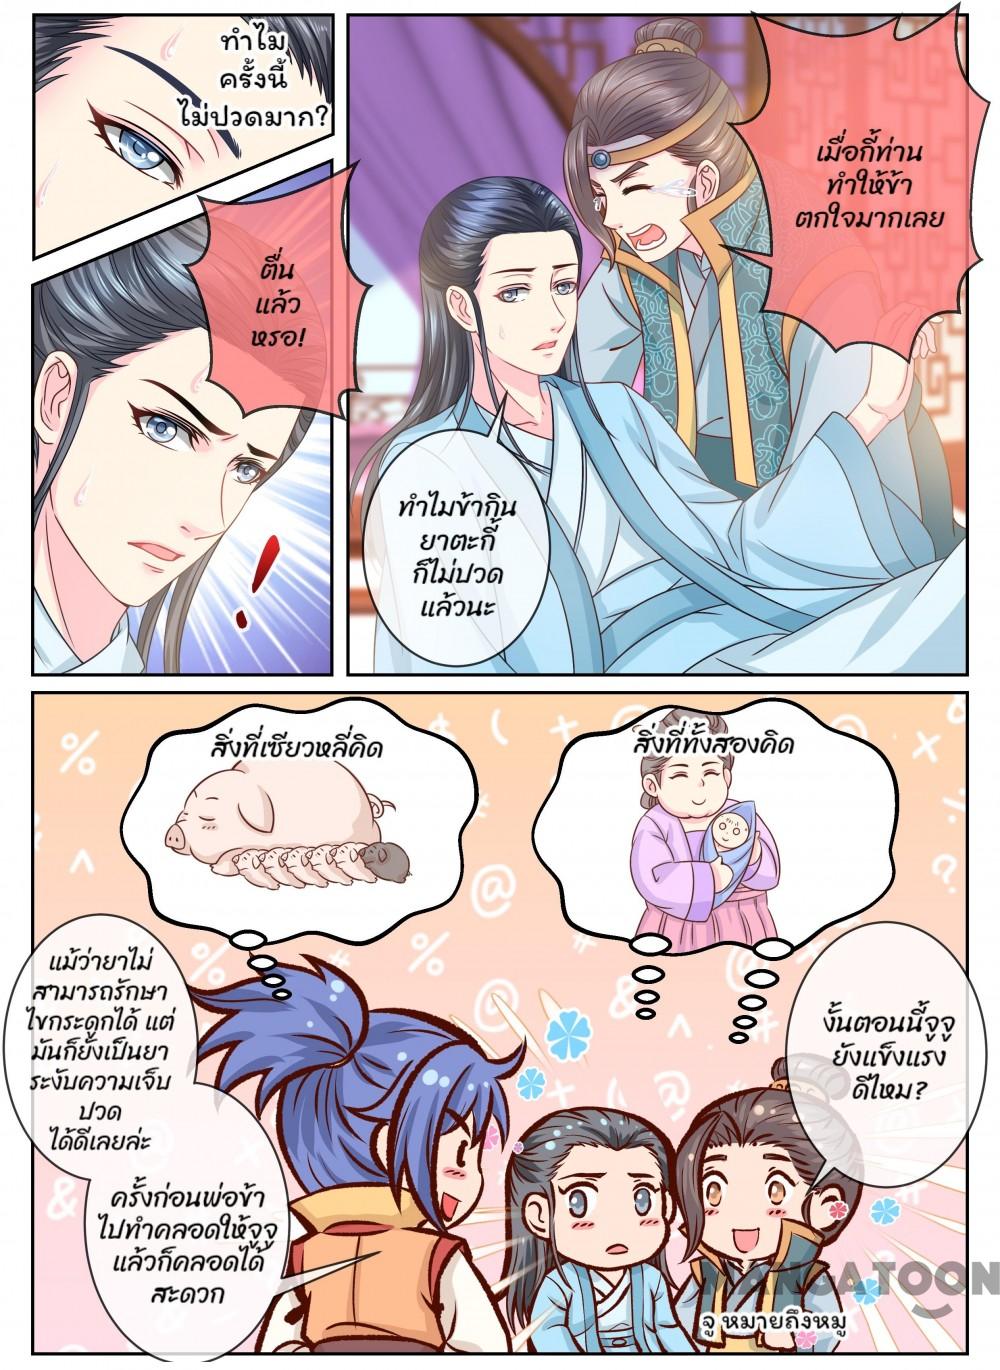 ทำไม
ครั้งนี้
ไม่ปวดมาก?
ตื่น
แล้ว
หรอ!
เมื่อกี้ท่าน
ทำให้ข้า
ตกใจมากเลย
ทำไมข้ากิน
ยาตะกี้
ก็ไม่ปวด
แล้วนะ
สิ่งที่เซียวหลี่คิด
สิ่งที่ทั้งสองคิด
แม้ว่ายาไม่
สามารถรักษา
ไขกระดูกได้ แต่
มันก็ยังเป็นยา
ระงับความเจ็บ
ปวด
ได้ดีเลยล่ะ
ครั้งก่อนพ่อข้า
ไปทำคลอดให้จูจู
แล้วก็คลอดได้
สะดวก
งั้นตอนนี้จูจู
ยังแข็งแรง
ดีไหม?
จู หมายถึงหมู
MANGATOON